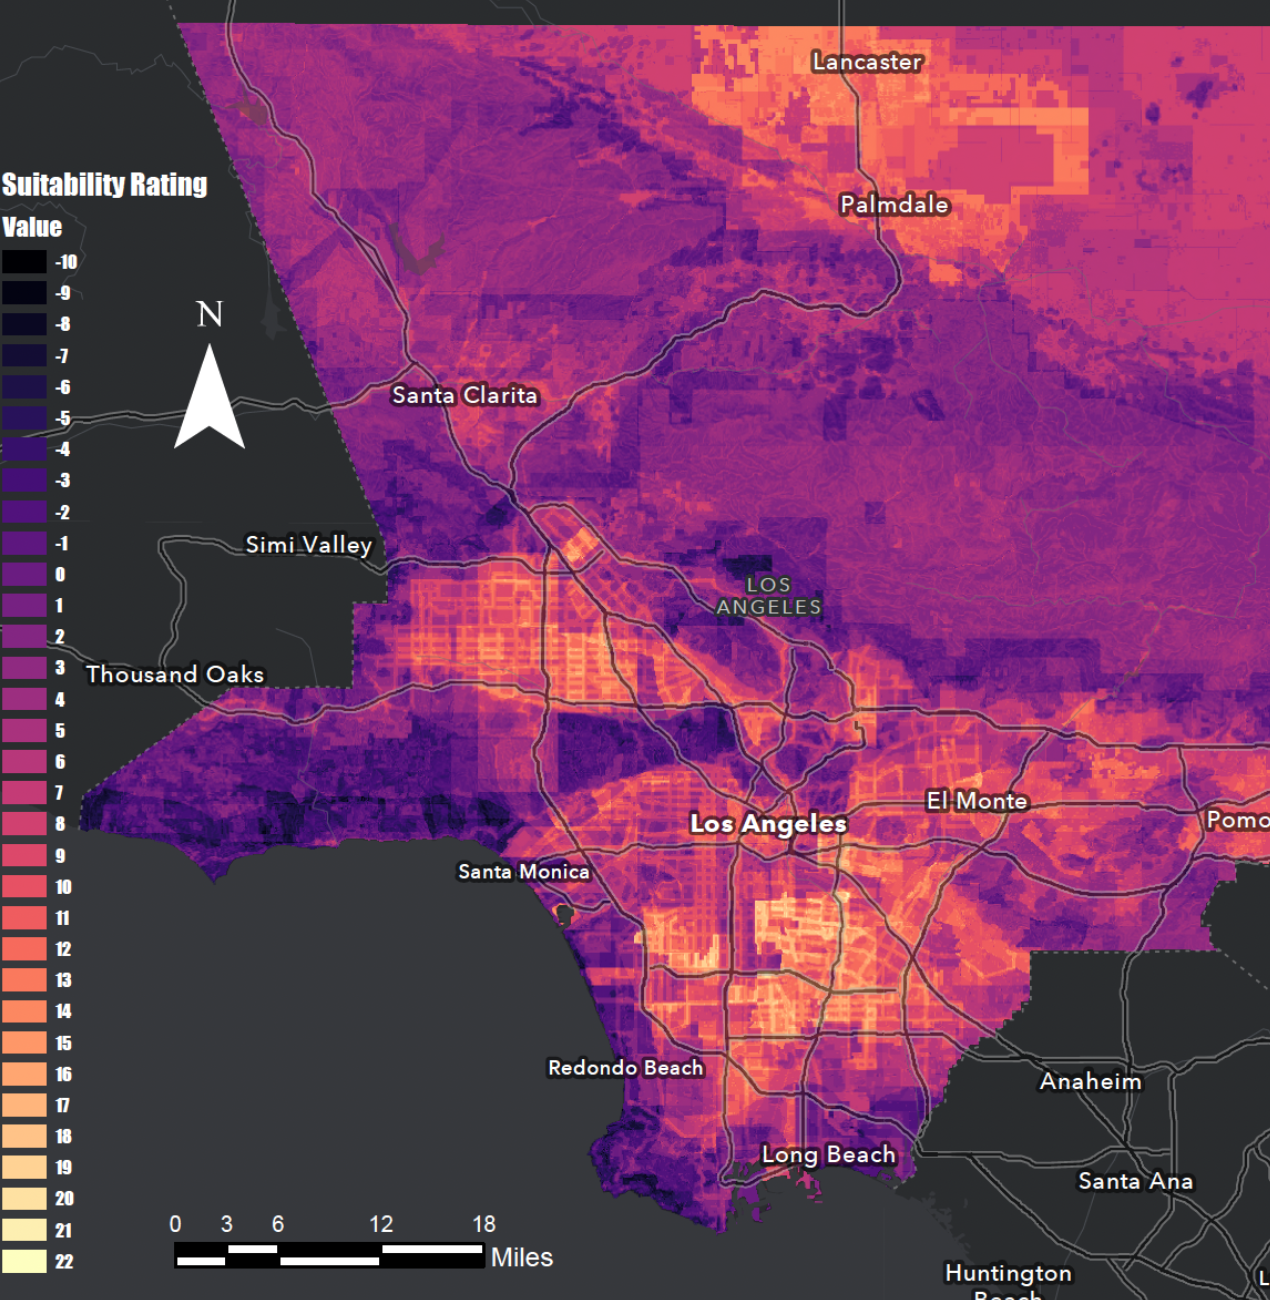 Lancaster
Suitability Rating
Value
Palmdale
-10
-9
N
-8
-7
-6
Santa Clarita
-5
-4
-3
-2
-1
Simi Valley
0
LOS
ANGELES
1
2
3
Thousand Oaks
4
5
6
7
El Monte
8
Los Angeles
Pomo
9
Santa Monica
10
11
12
13
14
15
16
Redondo Beach
Anaheim
17
18
Long Beach
19
Santa Ana
20
21
0 3 6 12 18
Miles
22
Huntington
Beach
L